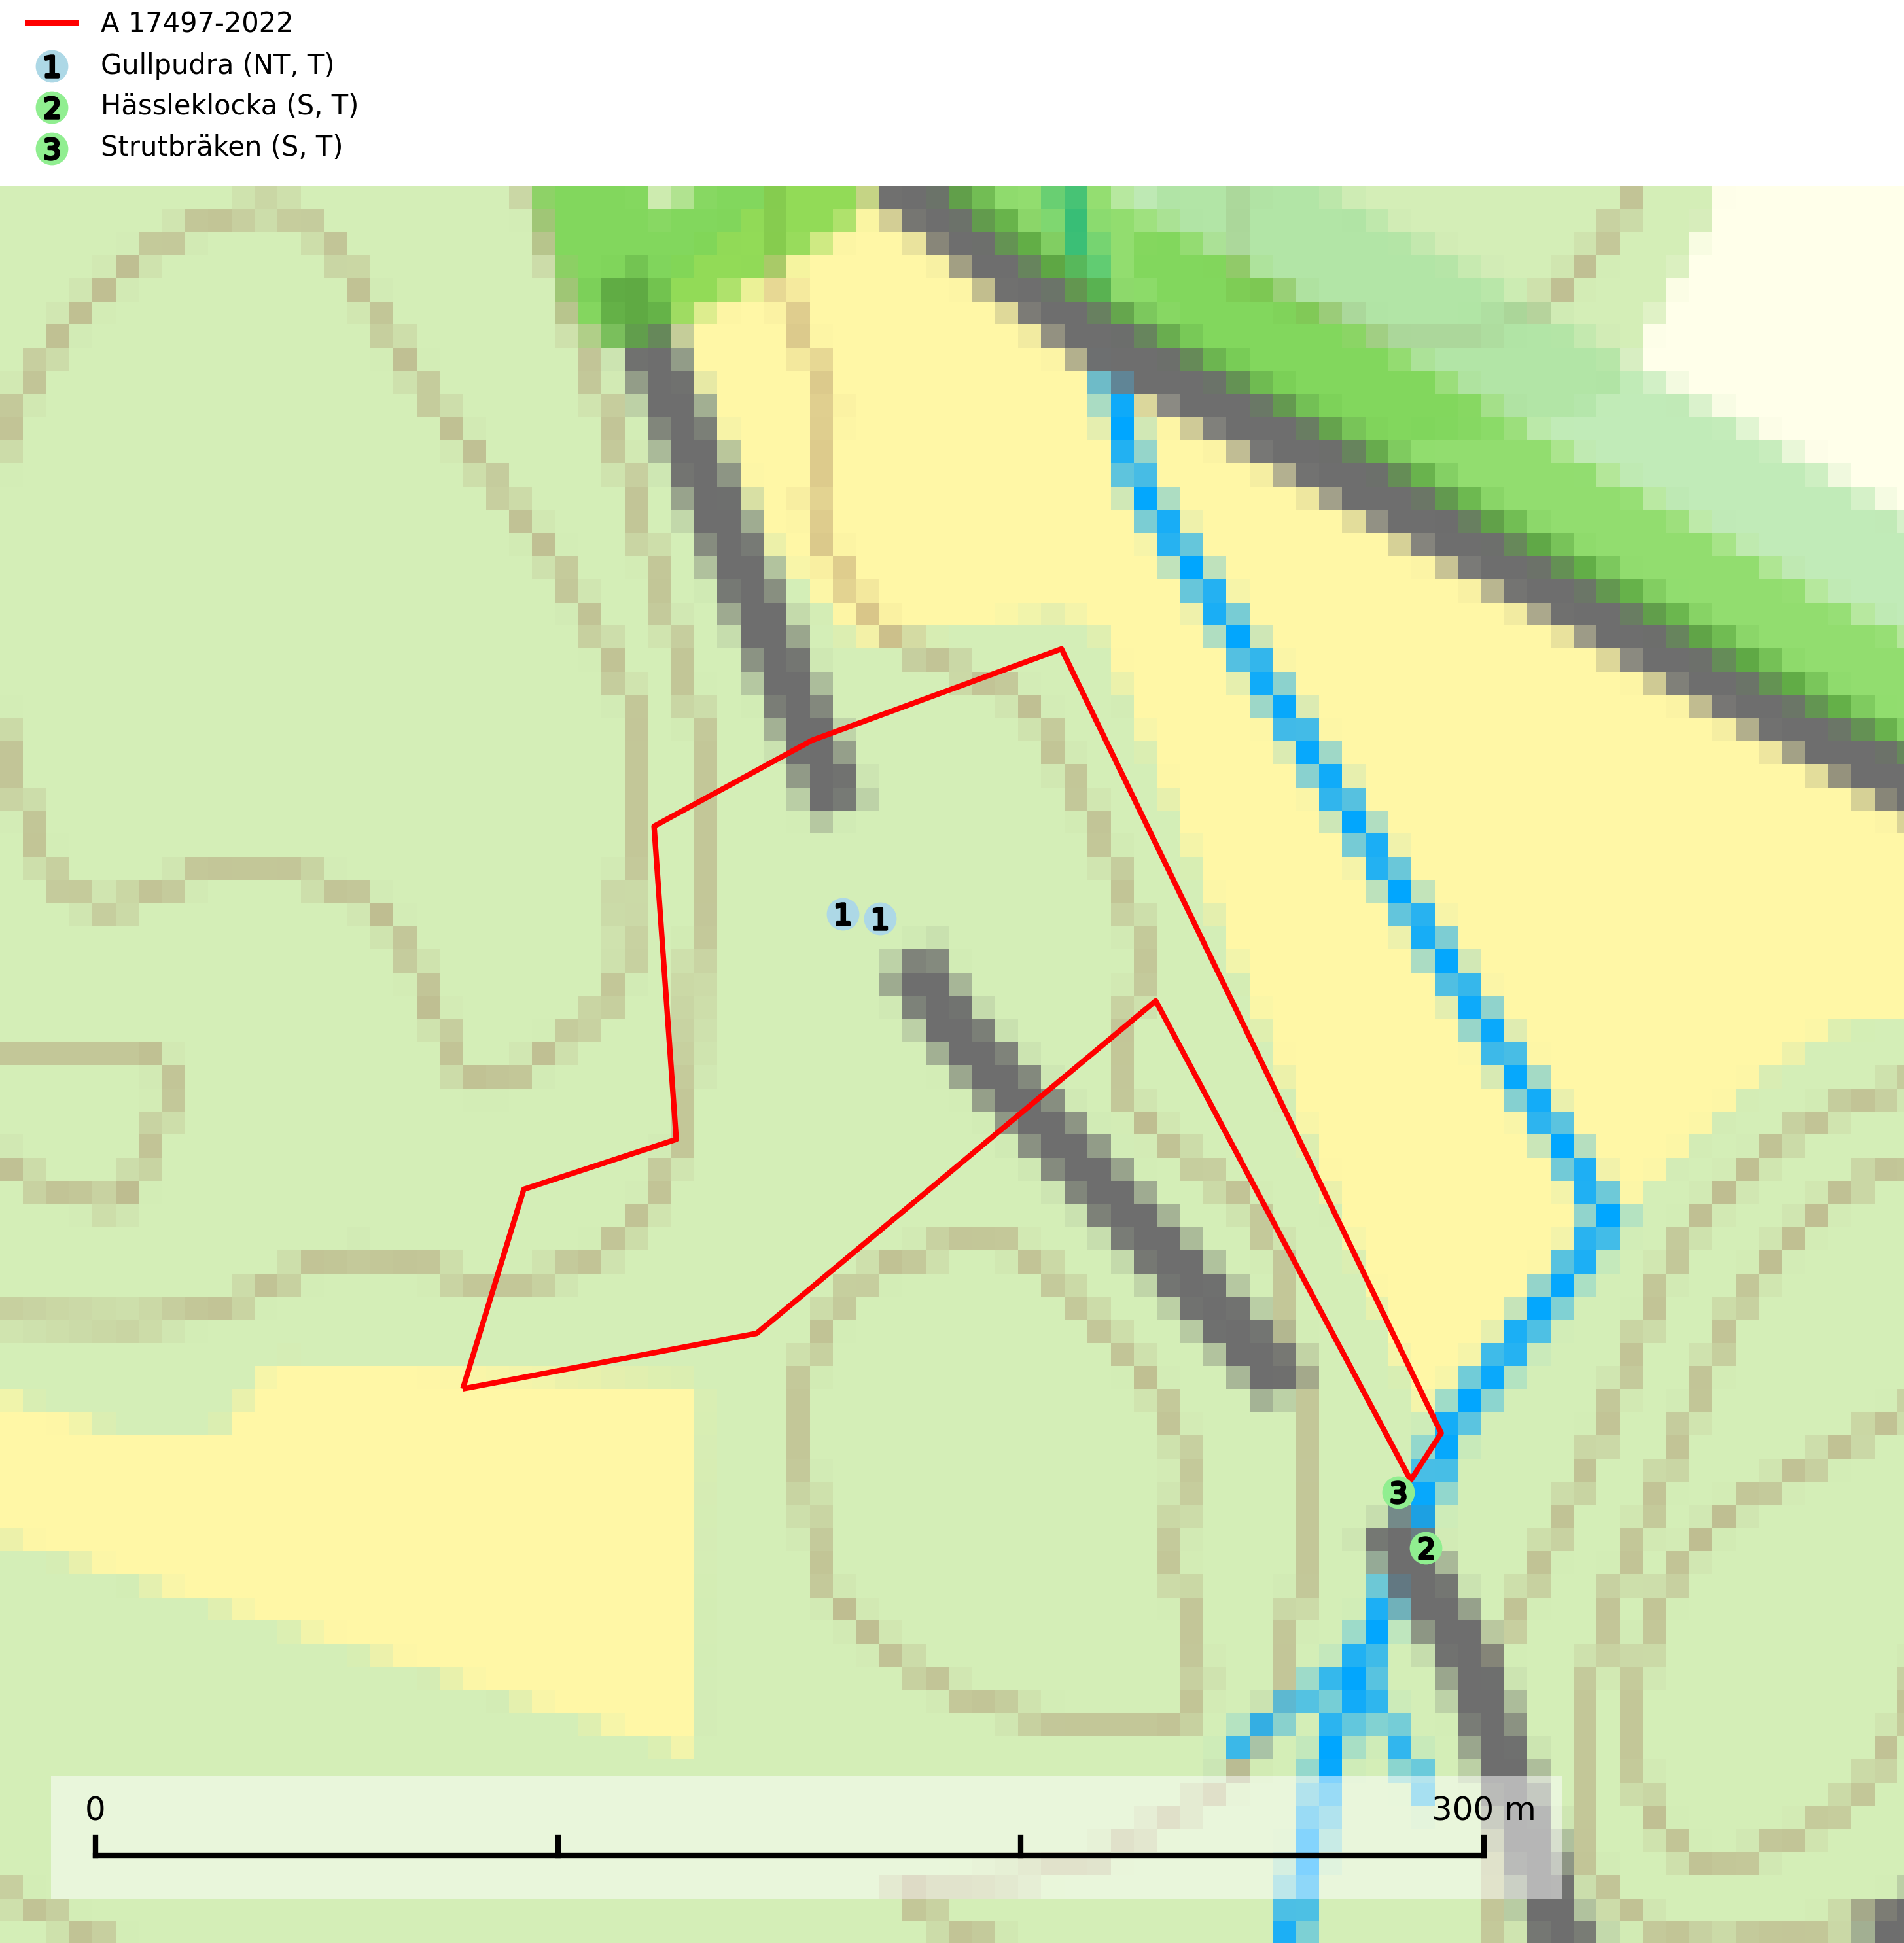 A 17497-2022
1 Gullpudra (NT, T)
2 Hässleklocka (S, T)
3 Strutbräken (S, T)
1 1
3
2
0 300 m